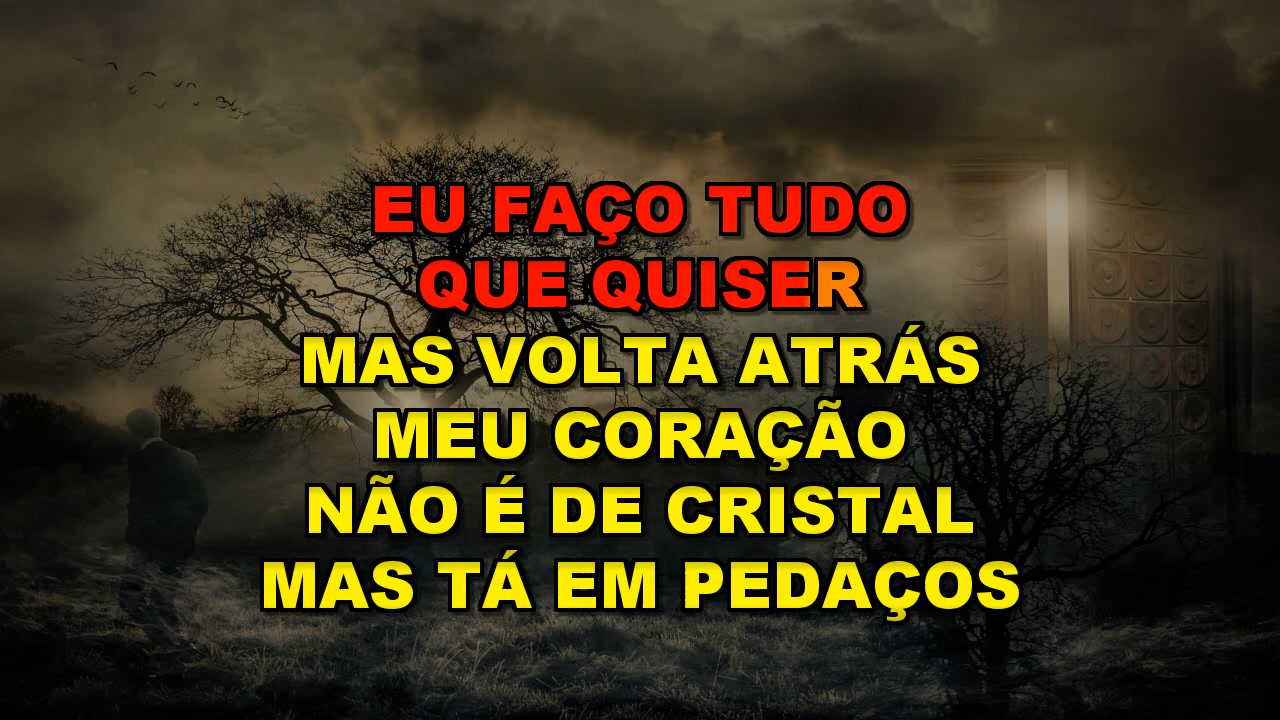 EU FAÇO TUDO
QUE QUISER
MAS VOLTA ATRÁS
MEU CORAÇÃO
NÃO É DE CRISTAL
MAS TÁ EM PEDAÇOS